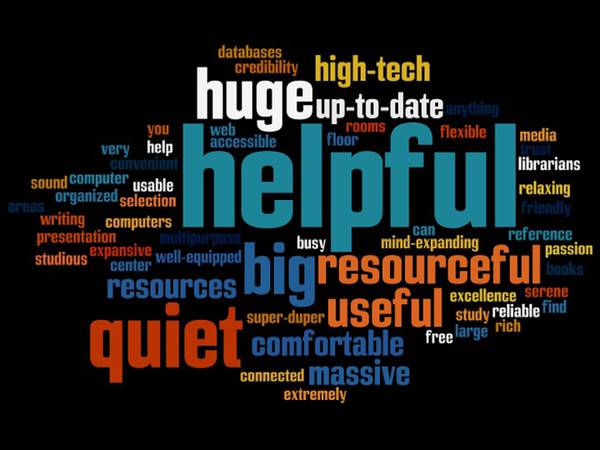 databases
credibility
high-tech
huge
up-to-date
anything
you
web
rooms
flexible
media
accessible
floor
very
help
helpful
trust
convenient
librarians
sound
computer
usable
relaxing
organized
selection
areas
friendly
writing
computers
can
reference
presentation
multipurpose
busy
mind-expanding
passion
studious
expansive
well-equipped
big
resourceful
books
center
resources
excellence
serene
useful
study
reliable
find
quiet
super-duper
rich
free
large
comfortable
connected
massive
extremely